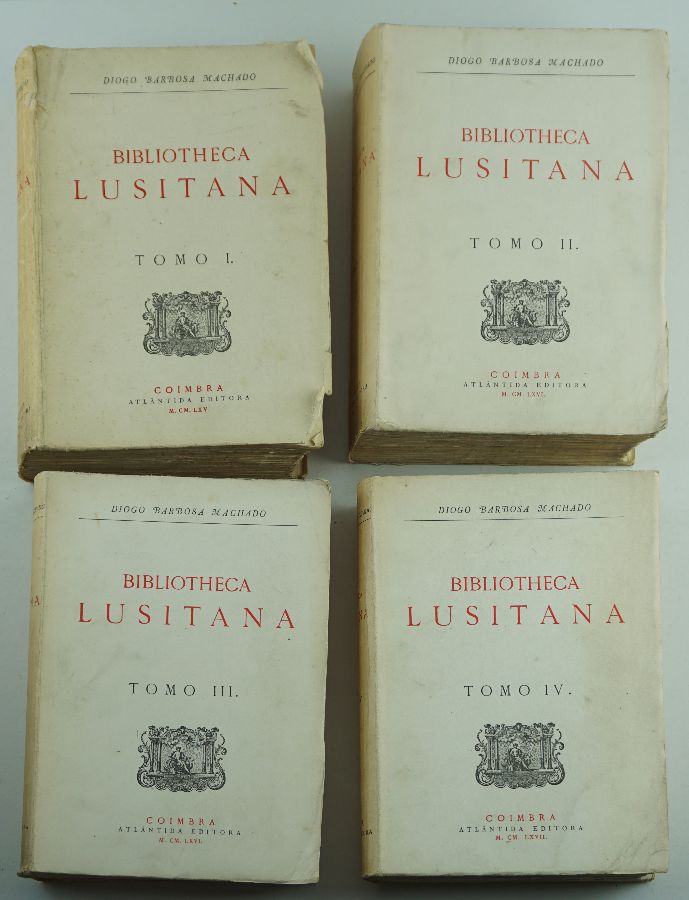 DIOGO BARBOSA MACHADO
BIBLIOTHECA
LUSITANA
TOMO I.
COIMBRA
ATLÂNTIDA EDITORA
M. CM. LXV
DIOGO BARBOSA MACHADO
BIBLIOTHECA
LUSITANA
TOMO II.
COIMBRA
ATLÂNTIDA EDITORA
M. CM. LXVI.
DIOGO BARBOSA MACHADO
BIBLIOTHECA
LUSITANA
TOMO III.
COIMBRA
ATLÂNTIDA EDITORA
M. CM. LXVI.
DIOGO BARBOSA MACHADO
BIBLIOTHECA
LUSITANA
TOMO IV.
COIMBRA
ATLÂNTIDA EDITORA
M. CM. LXVII.